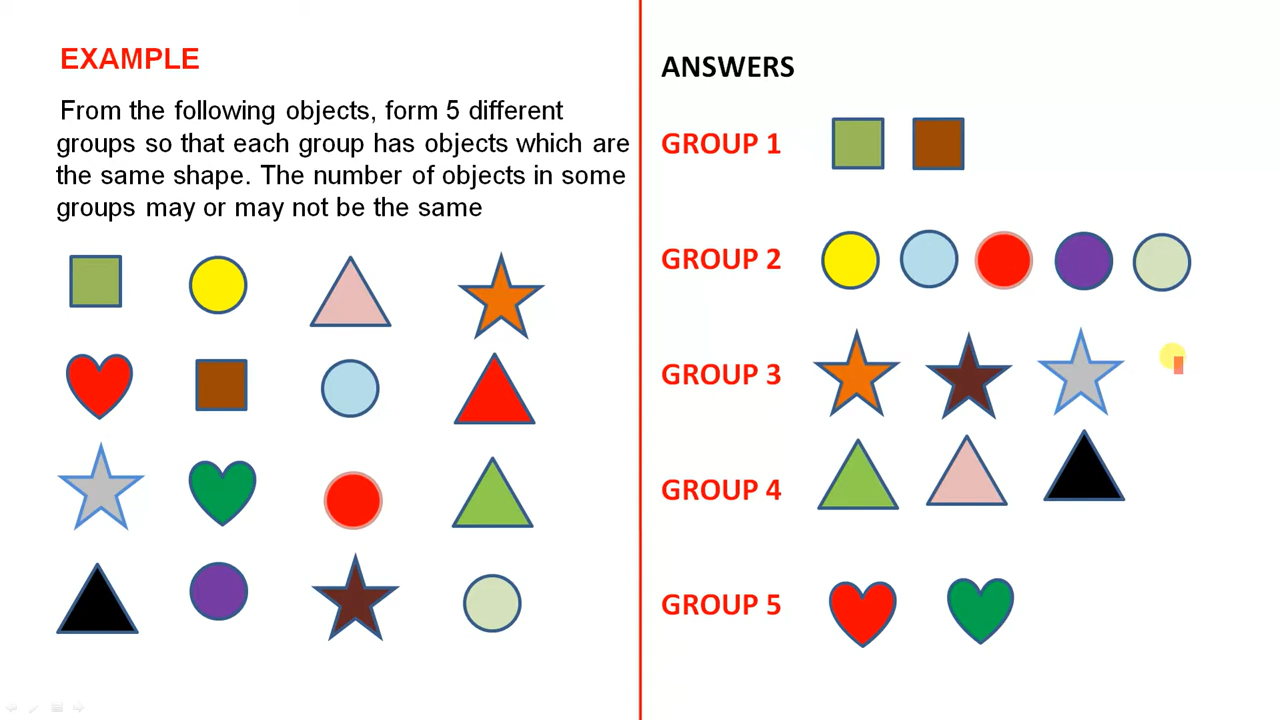 EXAMPLE
From the following objects, form 5 different
groups so that each group has objects which are
the same shape. The number of objects in some
groups may or may not be the same
ANSWERS
GROUP 1
GROUP 2
GROUP 3
GROUP 4
GROUP 5